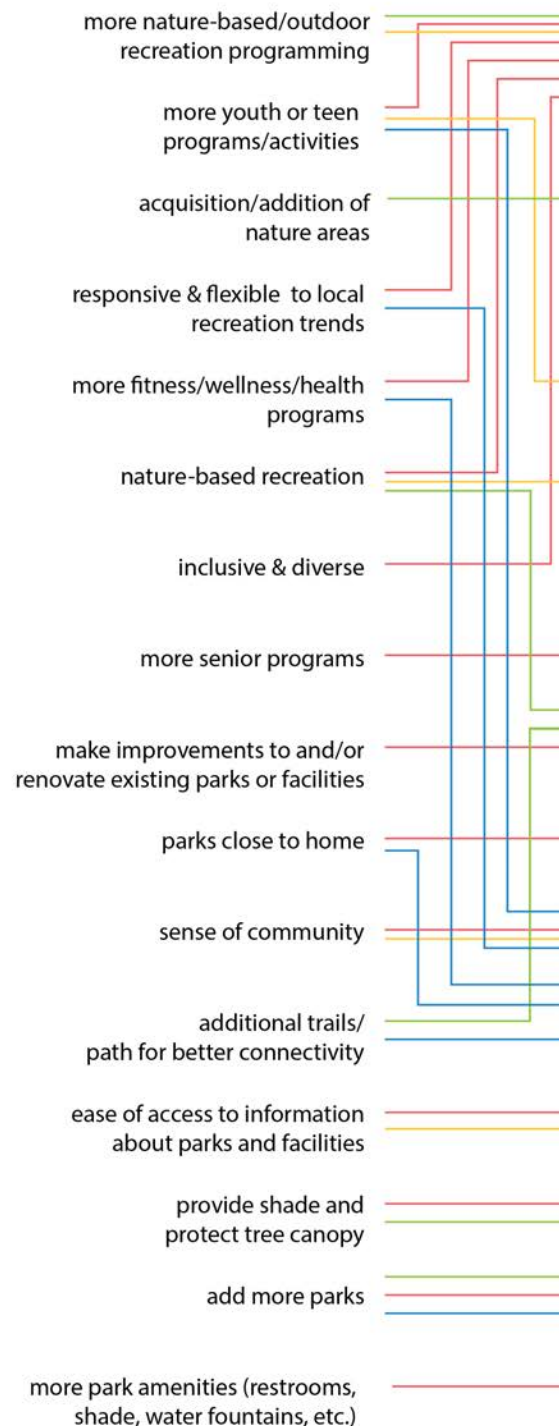 more nature-based/outdoor
recreation programming
more youth or teen
programs/activities
acquisition/addition of
nature areas
responsive & flexible to local
recreation trends
more fitness/wellness/health
programs
nature-based recreation
inclusive & diverse
more senior programs
make improvements to and/or
renovate existing parks or facilities
parks close to home
sense of community
additional trails/
path for better connectivity
ease of access to information
about parks and facilities
provide shade and
protect tree canopy
add more parks
more park amenities (restrooms,
shade, water fountains, etc.)